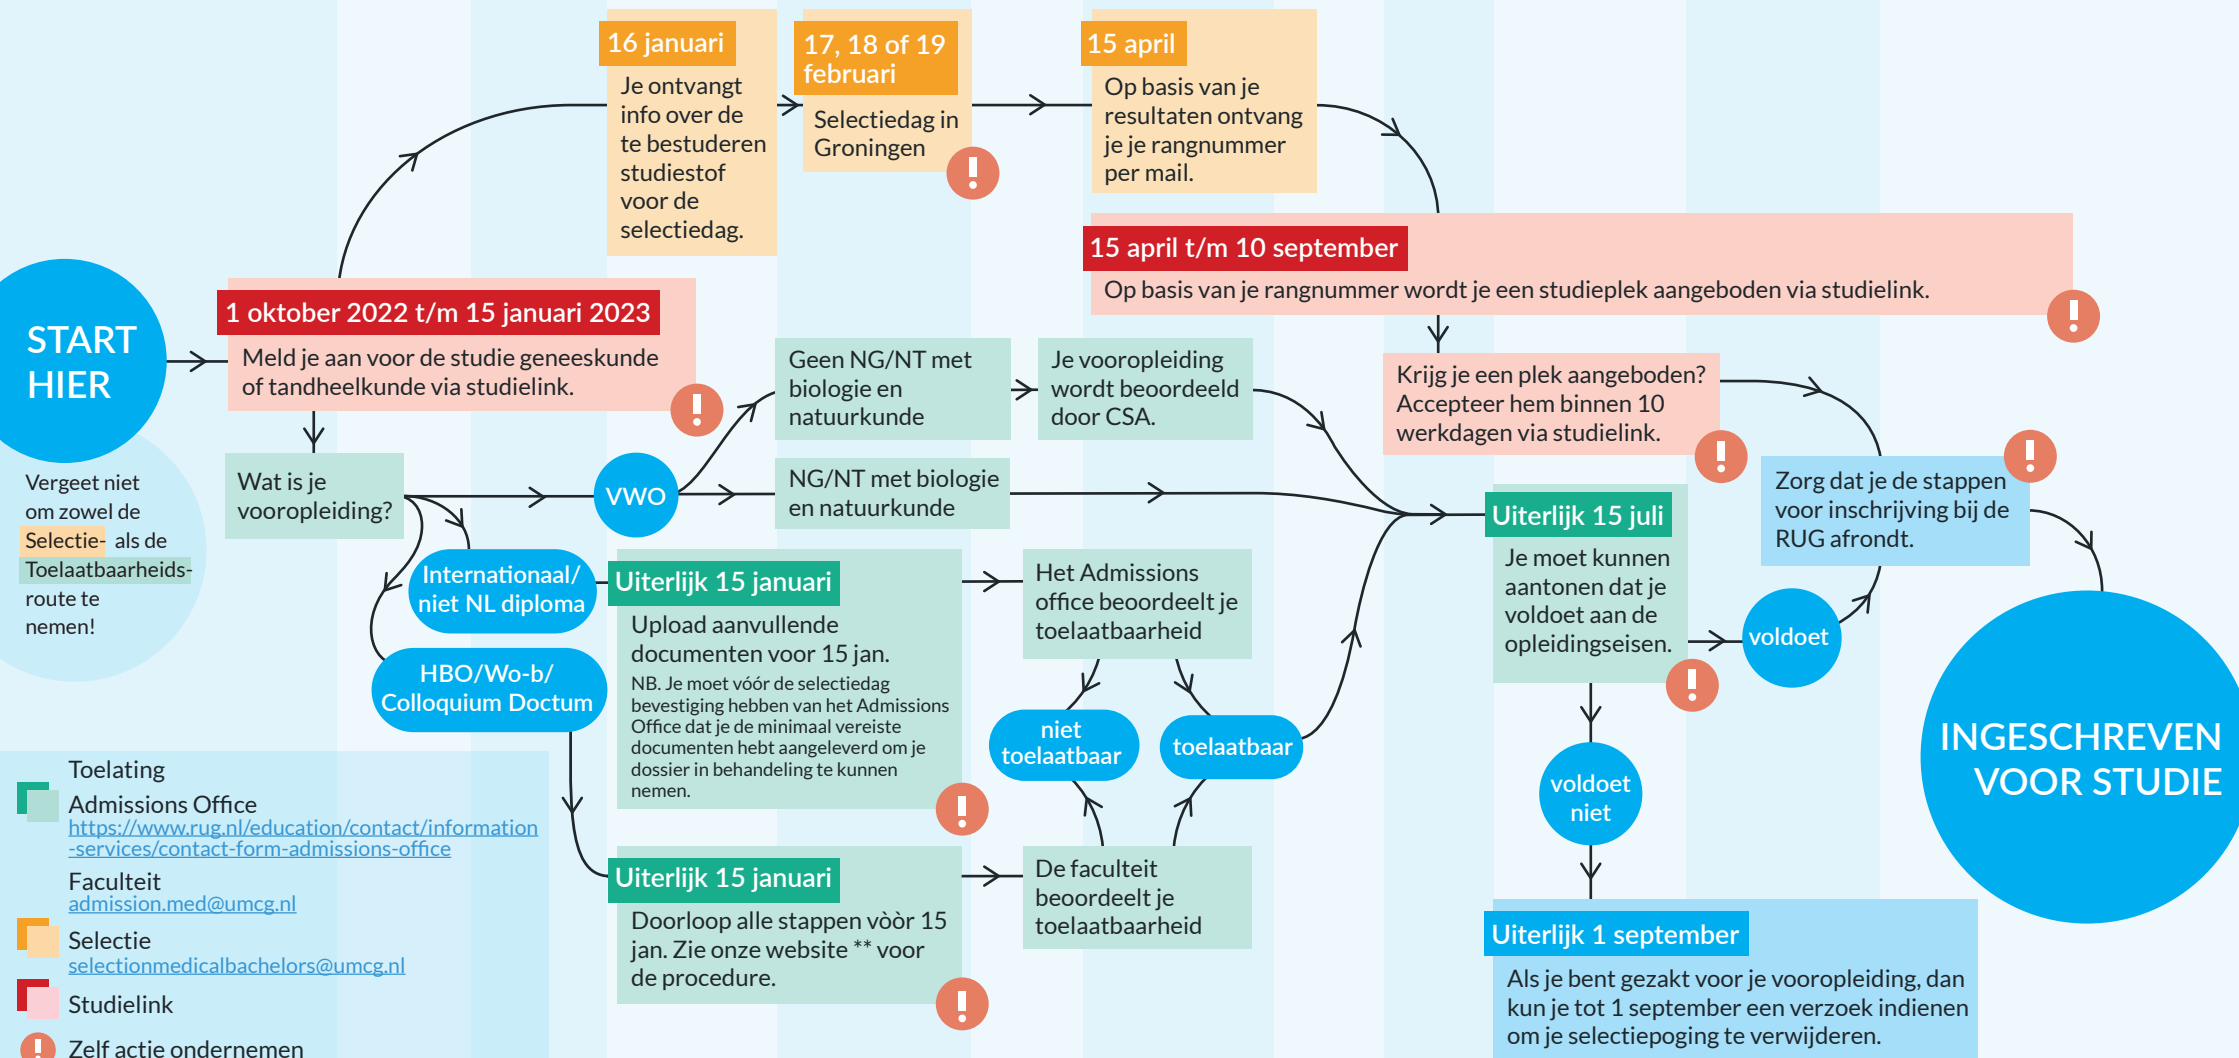 START
HIER
Vergeet niet
om zowel de
Selectie- als de
Toelaatbaarheids-
route te
nemen!
1 oktober 2022 t/m 15 januari 2023
Meld je aan voor de studie geneeskunde
of tandheelkunde via studielink.
16 januari
Je ontvangt
info over de
te bestuderen
studiestof
voor de
selectiedag.
17, 18 of 19
februari
Selectiedag in
Groningen
15 april
Op basis van je
resultaten ontvang
je je rangnummer
per mail.
15 april t/m 10 september
Op basis van je rangnummer wordt je een studieplek aangeboden via studielink.
Krijg je een plek aangeboden?
Accepteer hem binnen 10
werkdagen via studielink.
Wat is je
vooropleiding?
VWO
Geen NG/NT met
biologie en
natuurkunde
Je vooropleiding
wordt beoordeeld
door CSA.
NG/NT met biologie
en natuurkunde
Internationaal/
niet NL diploma
Uiterlijk 15 januari
Upload aanvullende
documenten voor 15 jan.
NB. Je moet vóór de selectiedag
bevestiging hebben van het Admissions
Office dat je de minimaal vereiste
documenten hebt aangeleverd om je
dossier in behandeling te kunnen
nemen.
Het Admissions
office beoordeelt je
toelaatbaarheid
niet
toelaatbaar
toelaatbaar
HBO/Wo-b/
Colloquium Doctum
Uiterlijk 15 januari
Doorloop alle stappen vòòr 15
jan. Zie onze website ** voor
de procedure.
De faculteit
beoordeelt je
toelaatbaarheid
Uiterlijk 15 juli
Je moet kunnen
aantonen dat je
voldoet aan de
opleidingseisen.
voldoet
Zorg dat je de stappen
voor inschrijving bij de
RUG afrondt.
INGESCHREVEN
VOOR STUDIE
voldoet
niet
Uiterlijk 1 september
Als je bent gezakt voor je vooropleiding, dan
kun je tot 1 september een verzoek indienen
om je selectiepoging te verwijderen.
Toelating
Admissions Office
https://www.rug.nl/education/contact/information
-services/contact-form-admissions-office
Faculteit
admission.med@umcg.nl
Selectie
selectionmedicalbachelors@umcg.nl
Studielink
Zelf actie ondernemen